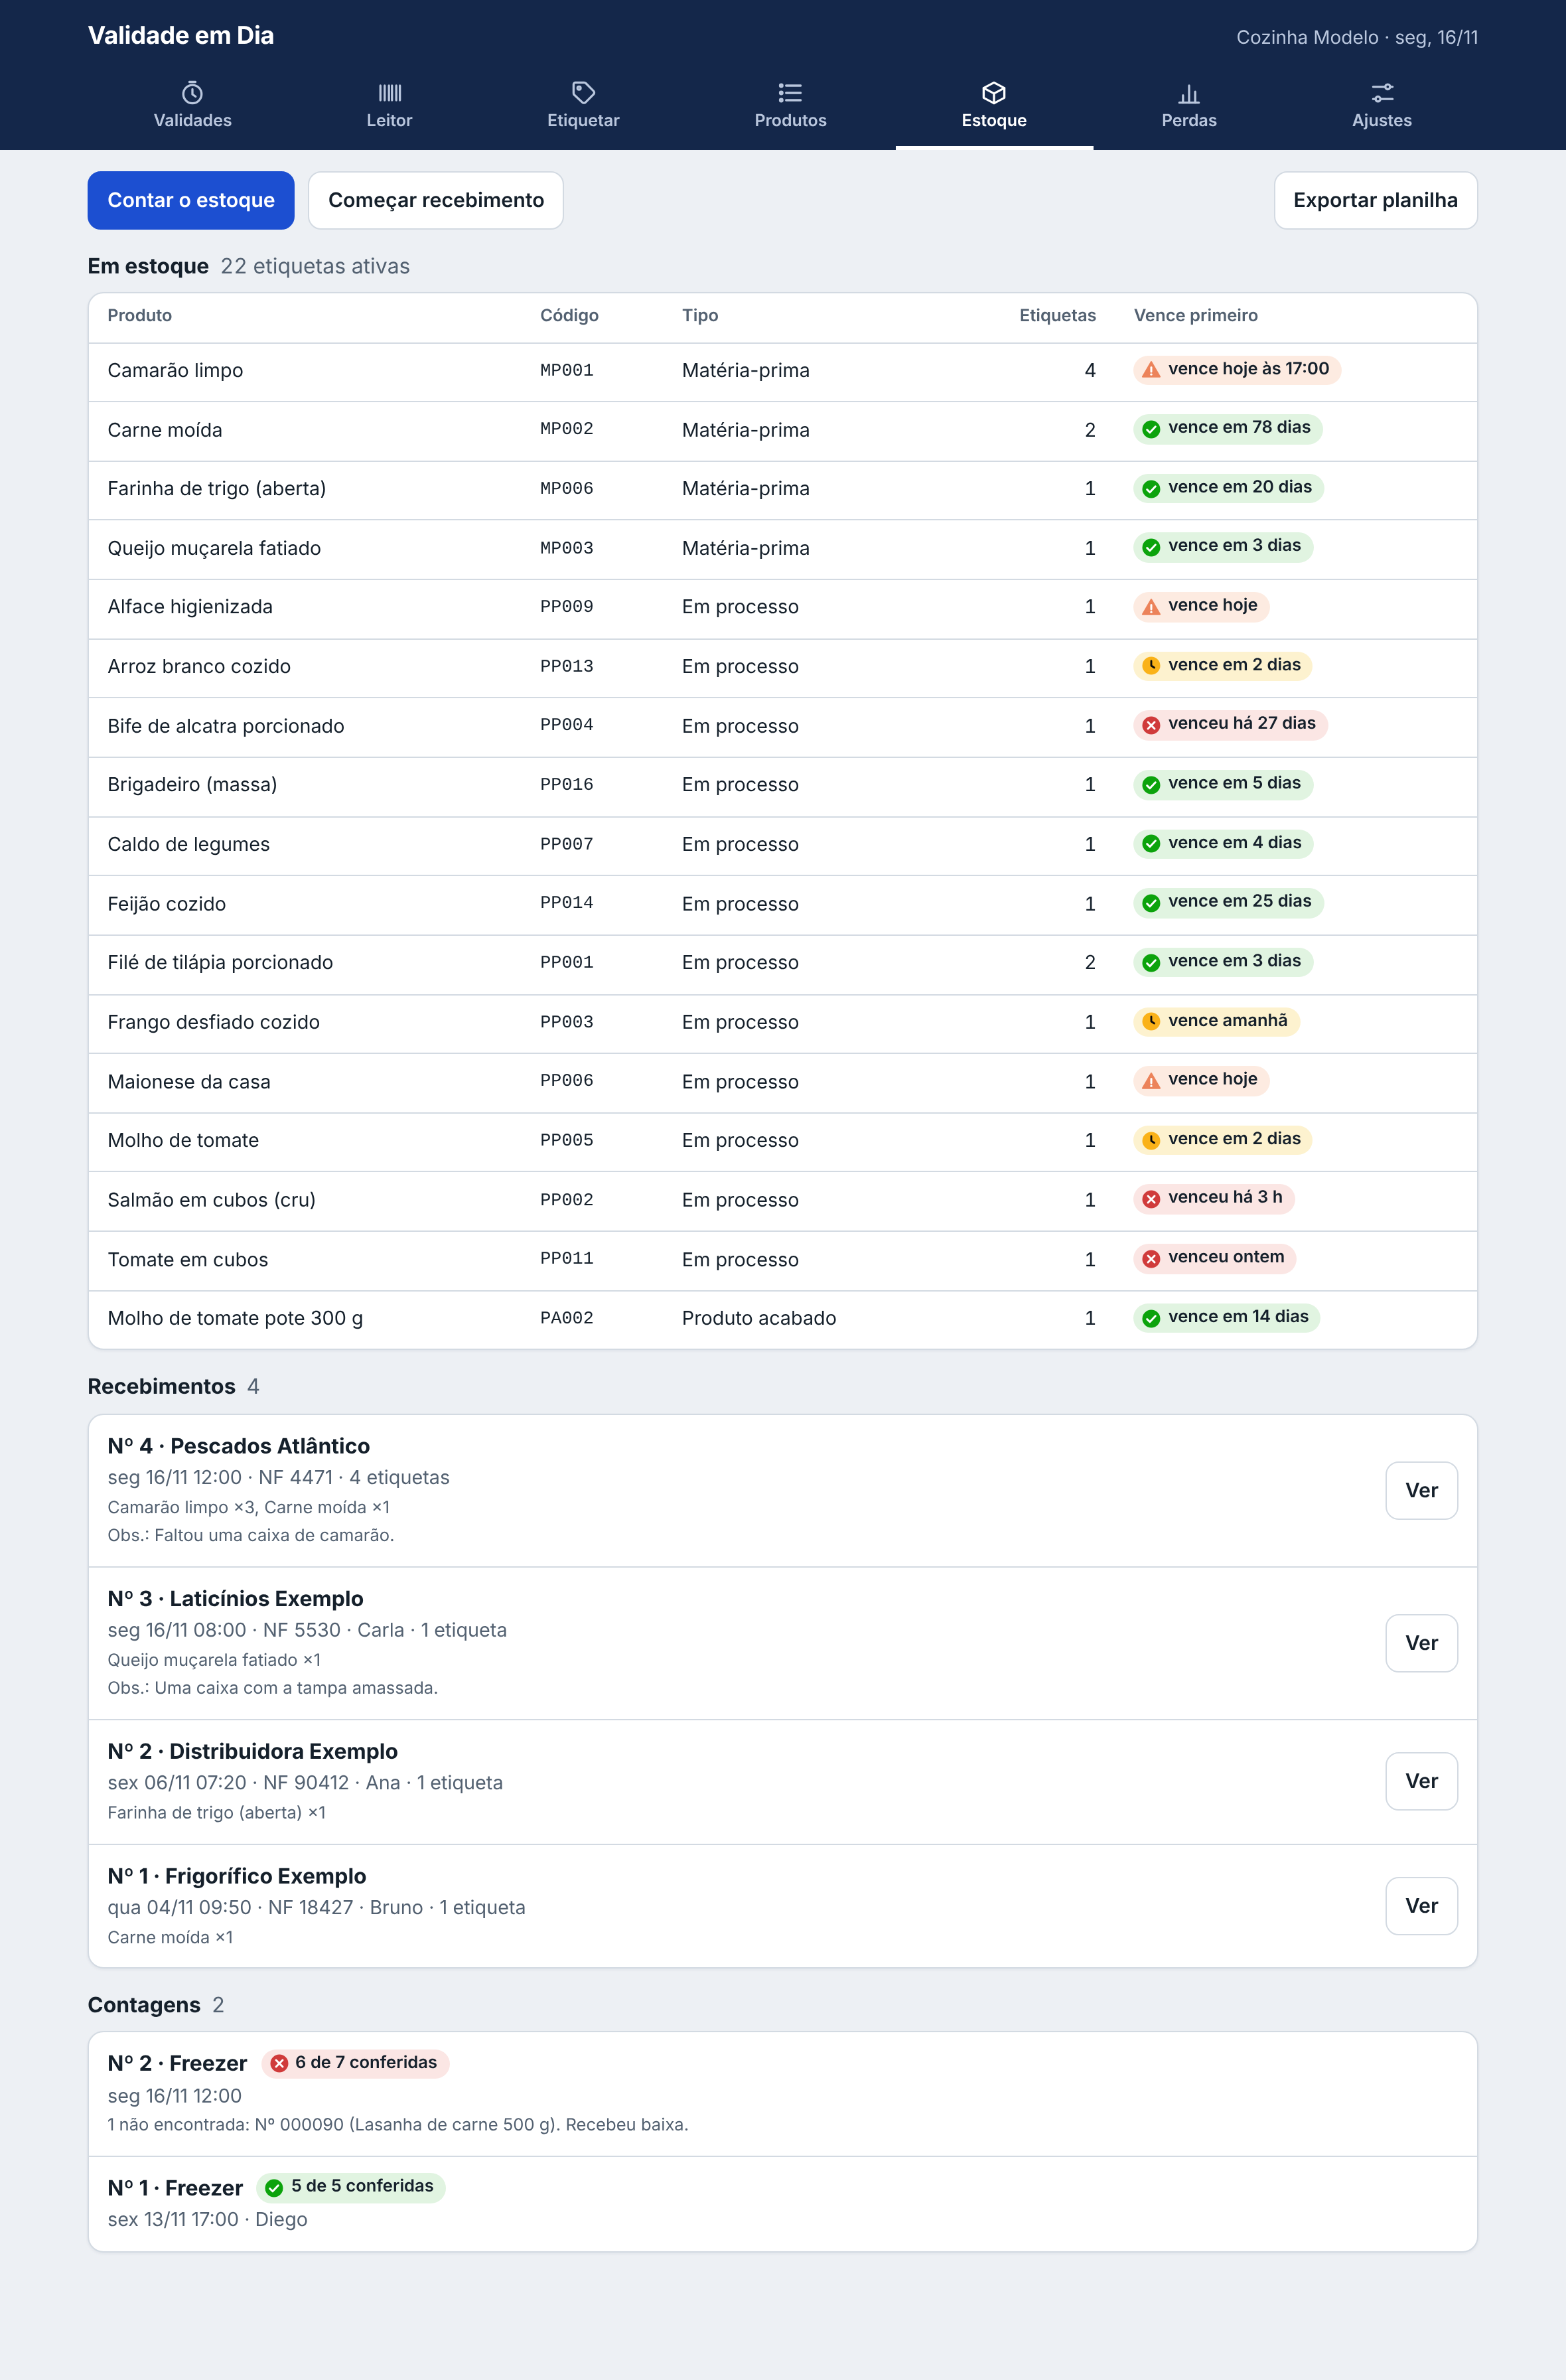 Validade em Dia
Cozinha Modelo · seg, 16/11
Validades Leitor Etiquetar Produtos Estoque Perdas Ajustes
Contar o estoque Começar recebimento Exportar planilha
Em estoque 22 etiquetas ativas
Produto Código Tipo Etiquetas Vence primeiro
Camarão limpo MP001 Matéria-prima 4 vence hoje às 17:00
Carne moída MP002 Matéria-prima 2 vence em 78 dias
Farinha de trigo (aberta) MP006 Matéria-prima 1 vence em 20 dias
Queijo muçarela fatiado MP003 Matéria-prima 1 vence em 3 dias
Alface higienizada PP009 Em processo 1 vence hoje
Arroz branco cozido PP013 Em processo 1 vence em 2 dias
Bife de alcatra porcionado PP004 Em processo 1 venceu há 27 dias
Brigadeiro (massa) PP016 Em processo 1 vence em 5 dias
Caldo de legumes PP007 Em processo 1 vence em 4 dias
Feijão cozido PP014 Em processo 1 vence em 25 dias
Filé de tilápia porcionado PP001 Em processo 2 vence em 3 dias
Frango desfiado cozido PP003 Em processo 1 vence amanhã
Maionese da casa PP006 Em processo 1 vence hoje
Molho de tomate PP005 Em processo 1 vence em 2 dias
Salmão em cubos (cru) PP002 Em processo 1 venceu há 3 h
Tomate em cubos PP011 Em processo 1 venceu ontem
Molho de tomate pote 300 g PA002 Produto acabado 1 vence em 14 dias
Recebimentos 4
Nº 4 · Pescados Atlântico
seg 16/11 12:00 · NF 4471 · 4 etiquetas
Camarão limpo ×3, Carne moída ×1
Obs.: Faltou uma caixa de camarão.
Ver
Nº 3 · Laticínios Exemplo
seg 16/11 08:00 · NF 5530 · Carla · 1 etiqueta
Queijo muçarela fatiado ×1
Obs.: Uma caixa com a tampa amassada.
Ver
Nº 2 · Distribuidora Exemplo
sex 06/11 07:20 · NF 90412 · Ana · 1 etiqueta
Farinha de trigo (aberta) ×1
Ver
Nº 1 · Frigorífico Exemplo
qua 04/11 09:50 · NF 18427 · Bruno · 1 etiqueta
Carne moída ×1
Ver
Contagens 2
Nº 2 · Freezer 6 de 7 conferidas
seg 16/11 12:00
1 não encontrada: Nº 000090 (Lasanha de carne 500 g). Recebeu baixa.
Nº 1 · Freezer 5 de 5 conferidas
sex 13/11 17:00 · Diego